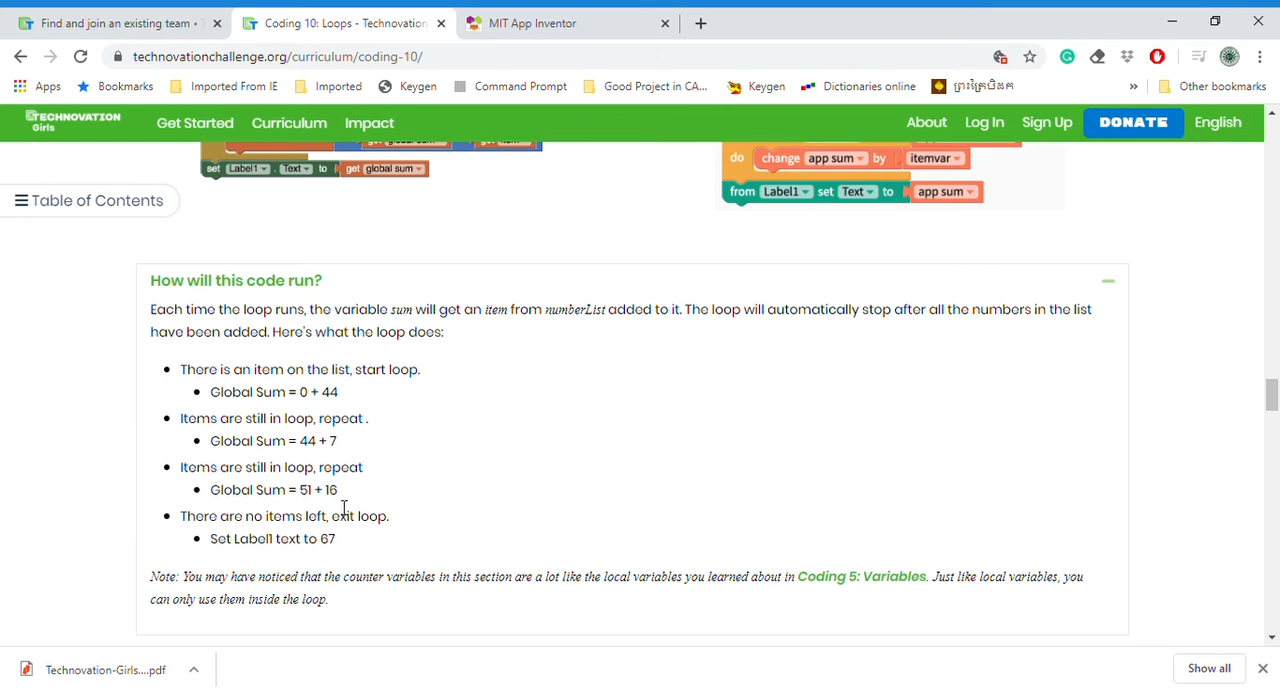 Find and join an existing team •
Coding 10: Loops - Technovation
MIT App Inventor
technovationchallenge.org/curriculum/coding-10/
Apps
Bookmarks
Imported From IE
Imported
Keygen
Command Prompt
Good Project in CA...
Keygen
Dictionaries online
ព្រះត្រៃបិដក
»
Other bookmarks
TECHNOVATION
Girls
Get Started
Curriculum
Impact
About
Log In
Sign Up
DONATE
English
set Label1 . Text to get global sum
do change app sum by itemvar
from Label1 set Text to app sum
Table of Contents
How will this code run?
Each time the loop runs, the variable sum will get an item from numberList added to it. The loop will automatically stop after all the numbers in the list
have been added. Here's what the loop does:
• There is an item on the list, start loop.
• Global Sum = 0 + 44
• Items are still in loop, repeat .
• Global Sum = 44 + 7
• Items are still in loop, repeat
• Global Sum = 51 + 16
• There are no items left, exit loop.
• Set Label1 text to 67
Note: You may have noticed that the counter variables in this section are a lot like the local variables you learned about in Coding 5: Variables. Just like local variables, you
can only use them inside the loop.
Technovation-Girls....pdf
Show all